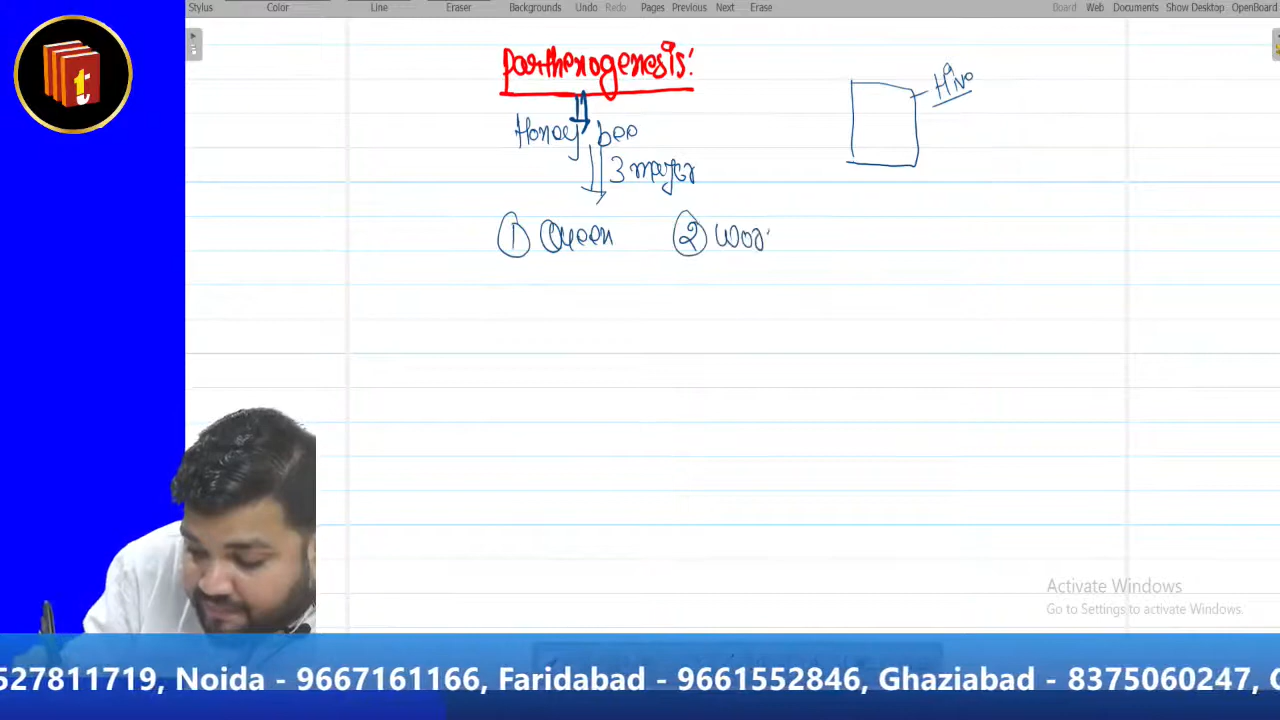 Stylus Color Line Eraser Backgrounds Undo Redo Pages Previous Next Erase Board Web Documents Show Desktop OpenBoard
t
Parthenogenesis:
Hive
Honey bee
3 major
1 Queen 2 Wor
Activate Windows
Go to Settings to activate Windows.
527811719, Noida - 9667161166, Faridabad - 9661552846, Ghaziabad - 8375060247, G